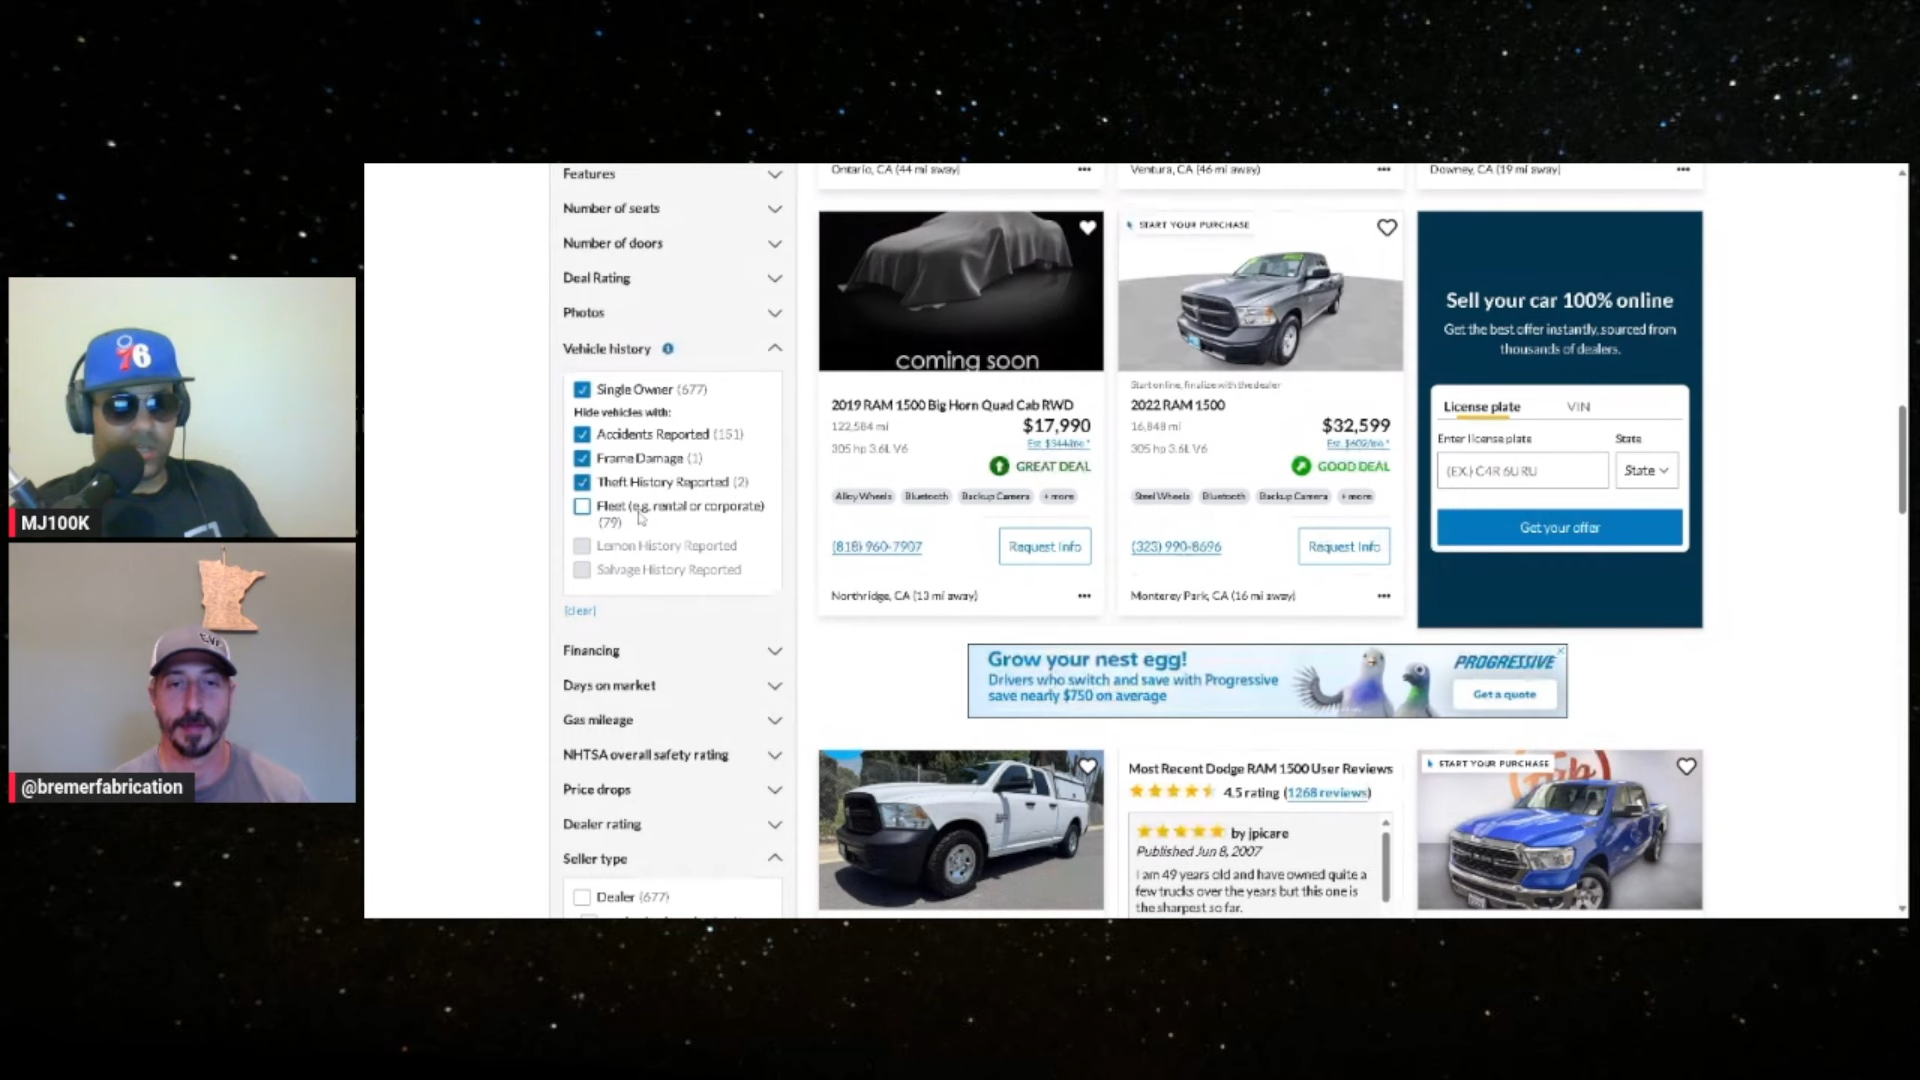 76
MJ100K
@bremerfabrication
Features
Number of seats
Number of doors
Deal Rating
Photos
Vehicle history
Single Owner (677)
Hide vehicles with:
Accidents Reported (151)
Frame Damage (1)
Theft History Reported (2)
Fleet (e.g. rental or corporate)
(79)
Lemon History Reported
Salvage History Reported
[clear]
Financing
Days on market
Gas mileage
NHTSA overall safety rating
Price drops
Dealer rating
Seller type
Dealer (677)
Ontario, CA (44 mi away)
Ventura, CA (46 mi away)
Downey, CA (19 mi away)
coming soon
2019 RAM 1500 Big Horn Quad Cab RWD
122,584 mi
$17,990
305 hp 3.6L V6
Est. $344/mo.*
GREAT DEAL
Alloy Wheels
Bluetooth
Backup Camera
+ more
(818) 960-7907
Request Info
Northridge, CA (13 mi away)
START YOUR PURCHASE
Start online, finalize with the dealer
2022 RAM 1500
16,848 mi
$32,599
305 hp 3.6L V6
GOOD DEAL
Steel Wheels
Bluetooth
Backup Camera
+ more
(323) 990-8696
Request Info
Monterey Park, CA (16 mi away)
Sell your car 100% online
Get the best offer instantly, sourced from
thousands of dealers.
License plate
VIN
Enter license plate
State
(EX.) C4R 6U RU
State
Get your offer
Grow your nest egg!
Drivers who switch and save with Progressive
save nearly $750 on average
PROGRESSIVE
Get a quote
Most Recent Dodge RAM 1500 User Reviews
4.5 rating (1268 reviews)
by jpicare
Published Jun 8, 2007
I am 49 years old and have owned quite a
few trucks over the years but this one is
the sharpest so far.
START YOUR PURCHASE